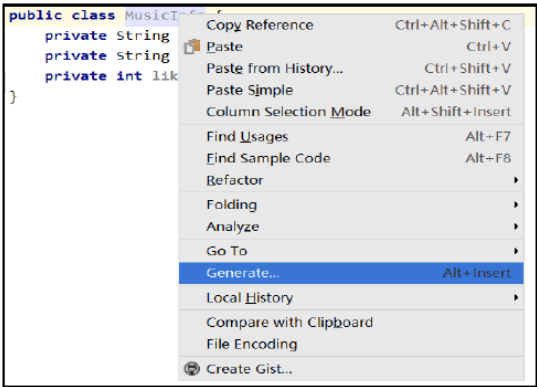 public class MusicInfo {
private String
private String
private int lik
}
Copy Reference Ctrl+Alt+Shift+C
Paste Ctrl+V
Paste from History... Ctrl+Shift+V
Paste Simple Ctrl+Alt+Shift+V
Column Selection Mode Alt+Shift+Insert
Find Usages Alt+F7
Find Sample Code Alt+F8
Refactor
Folding
Analyze
Go To
Generate... Alt+Insert
Local History
Compare with Clipboard
File Encoding
Create Gist...